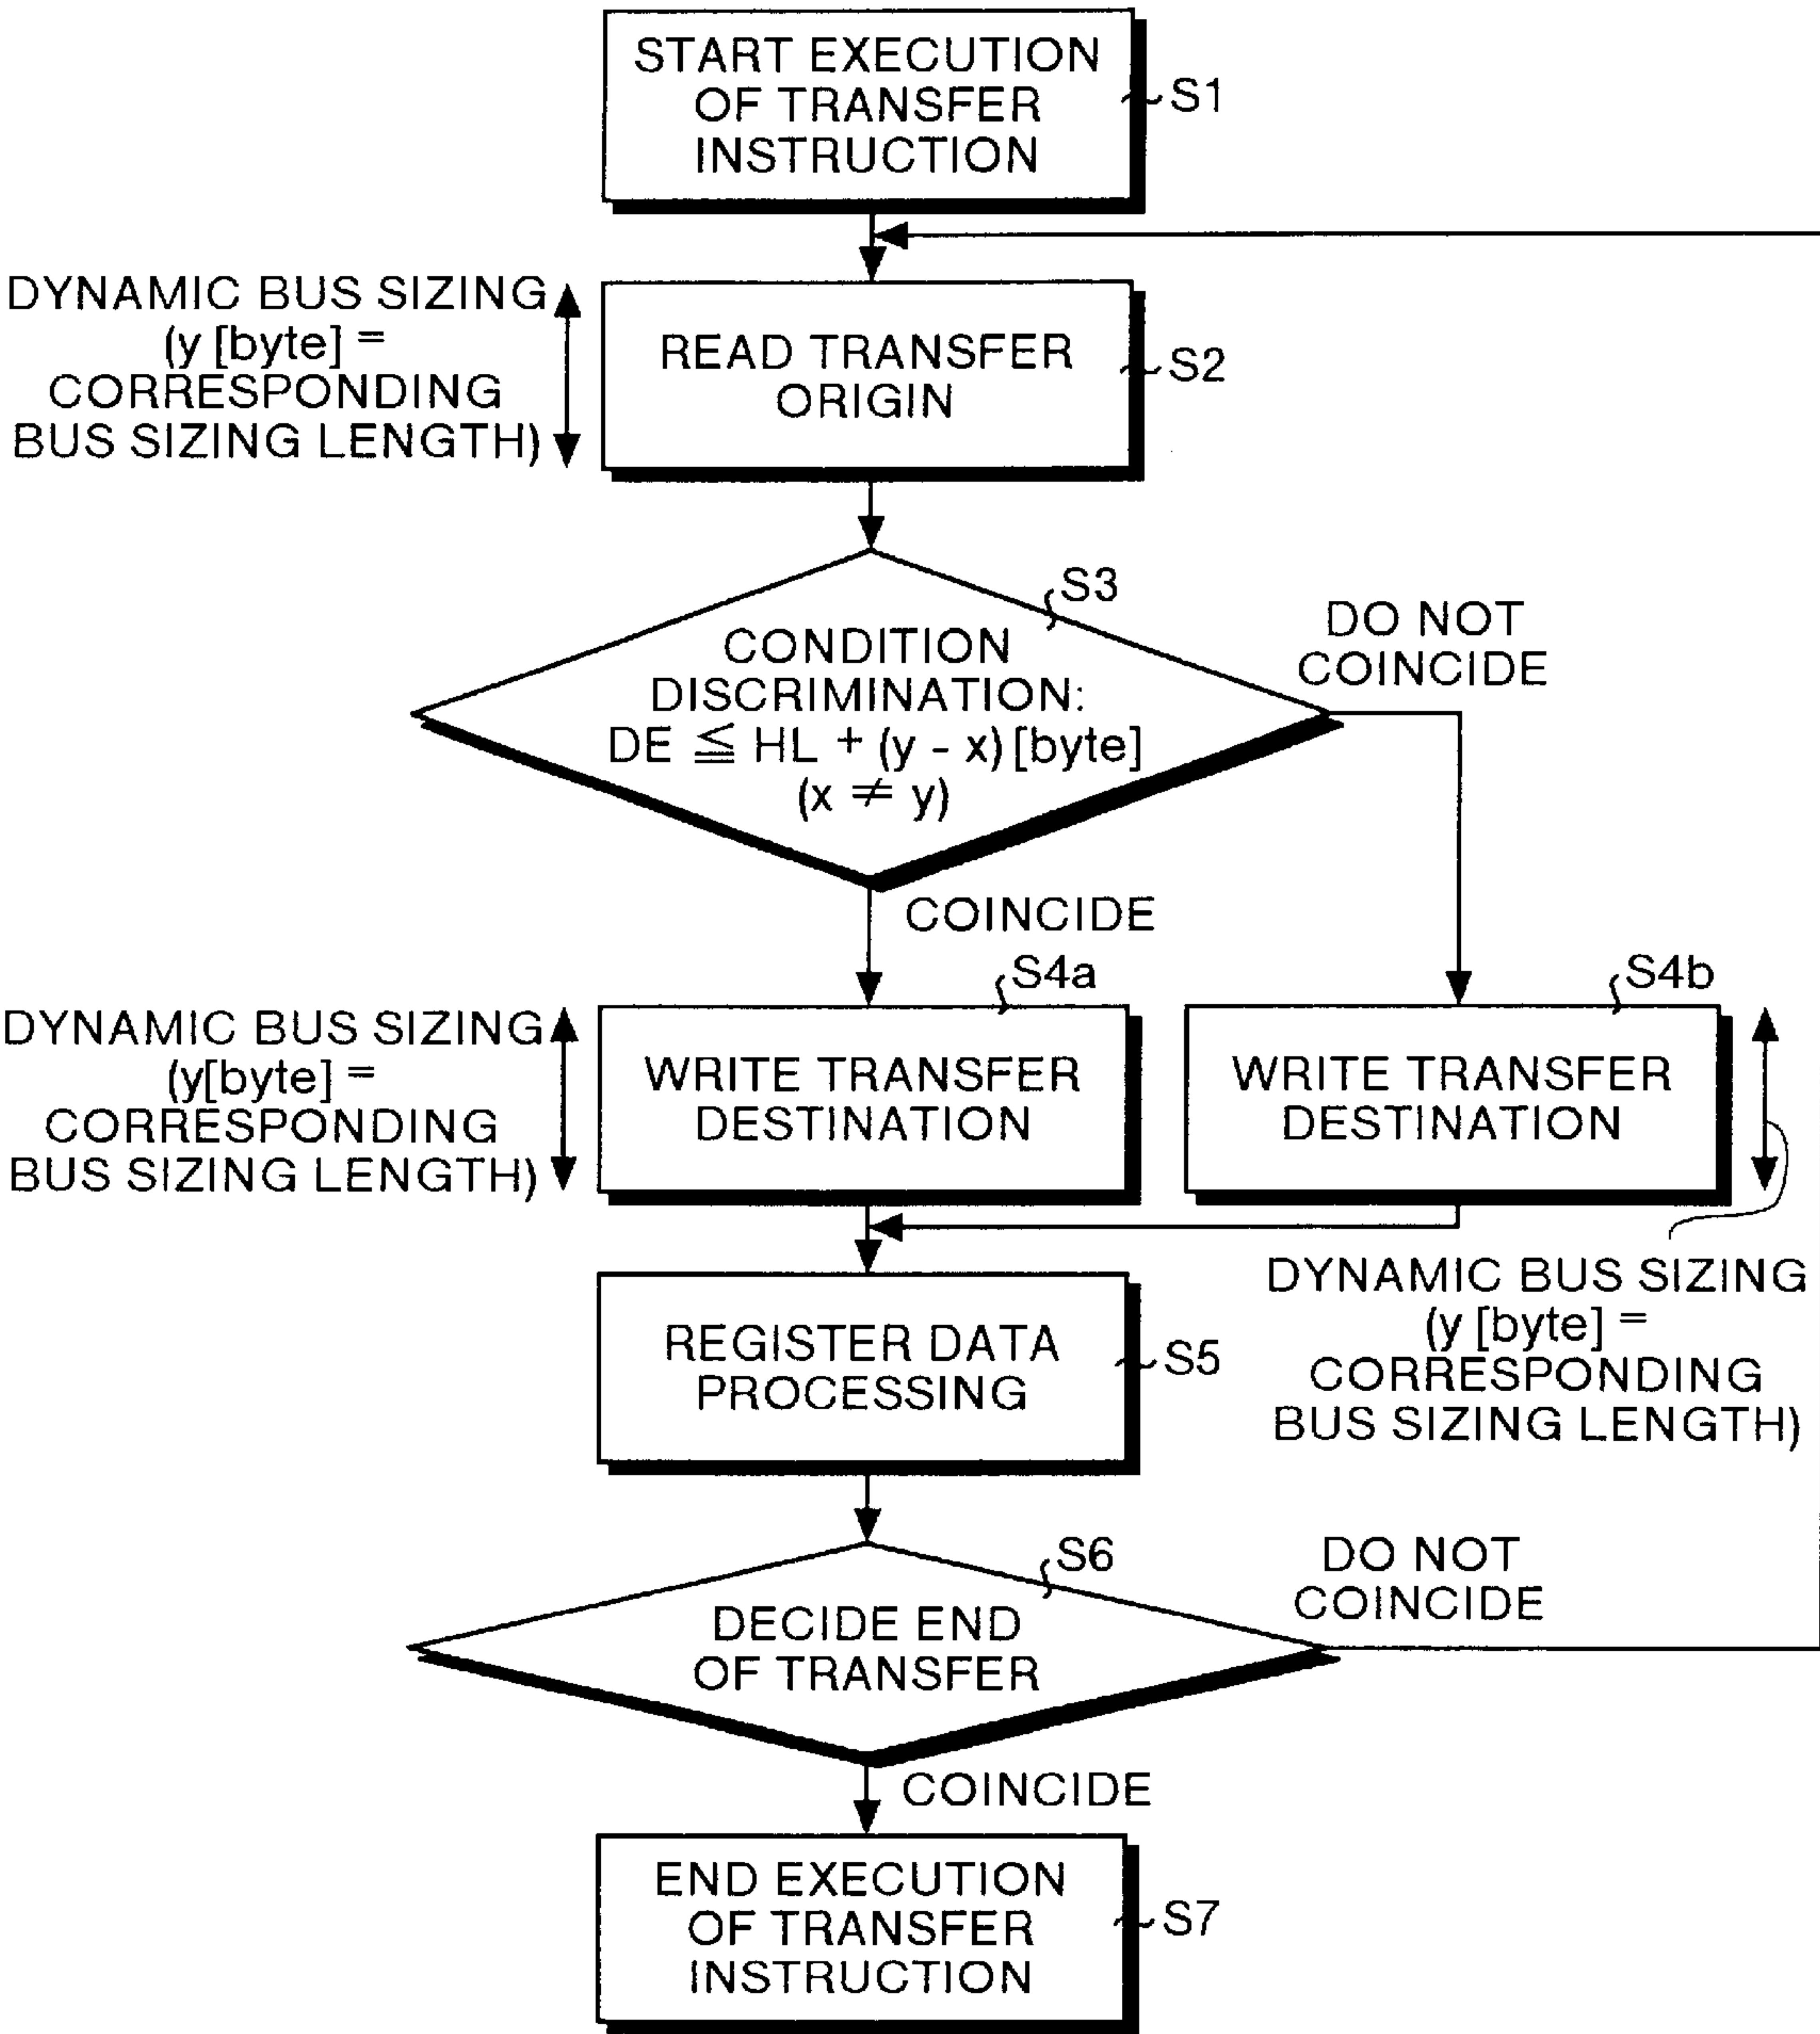 START EXECUTION
OF TRANSFER
INSTRUCTION
S1
DYNAMIC BUS SIZING
(y [byte] =
CORRESPONDING
BUS SIZING LENGTH)
READ TRANSFER
ORIGIN
S2
S3
CONDITION
DISCRIMINATION:
DE ≦ HL + (y - x) [byte]
(x ≠ y)
DO NOT
COINCIDE
COINCIDE
S4a
S4b
DYNAMIC BUS SIZING
(y[byte] =
CORRESPONDING
BUS SIZING LENGTH)
WRITE TRANSFER
DESTINATION
WRITE TRANSFER
DESTINATION
DYNAMIC BUS SIZING
(y [byte] =
CORRESPONDING
BUS SIZING LENGTH)
REGISTER DATA
PROCESSING
S5
S6
DECIDE END
OF TRANSFER
DO NOT
COINCIDE
COINCIDE
END EXECUTION
OF TRANSFER
INSTRUCTION
S7